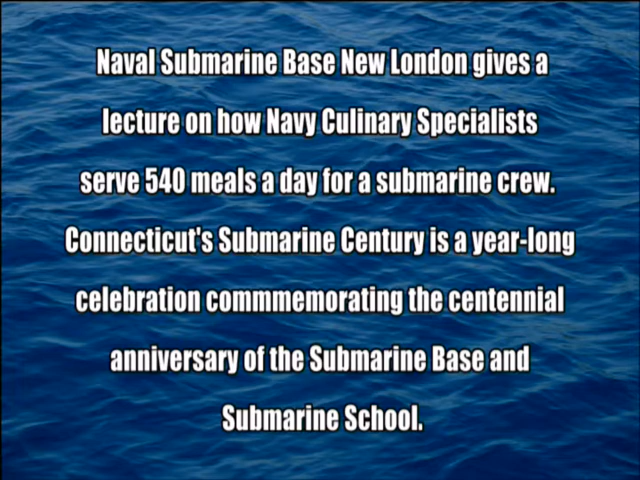 Naval Submarine Base New London gives a
lecture on how Navy Culinary Specialists
serve 540 meals a day for a submarine crew.
Connecticut's Submarine Century is a year-long
celebration commmemorating the centennial
anniversary of the Submarine Base and
Submarine School.